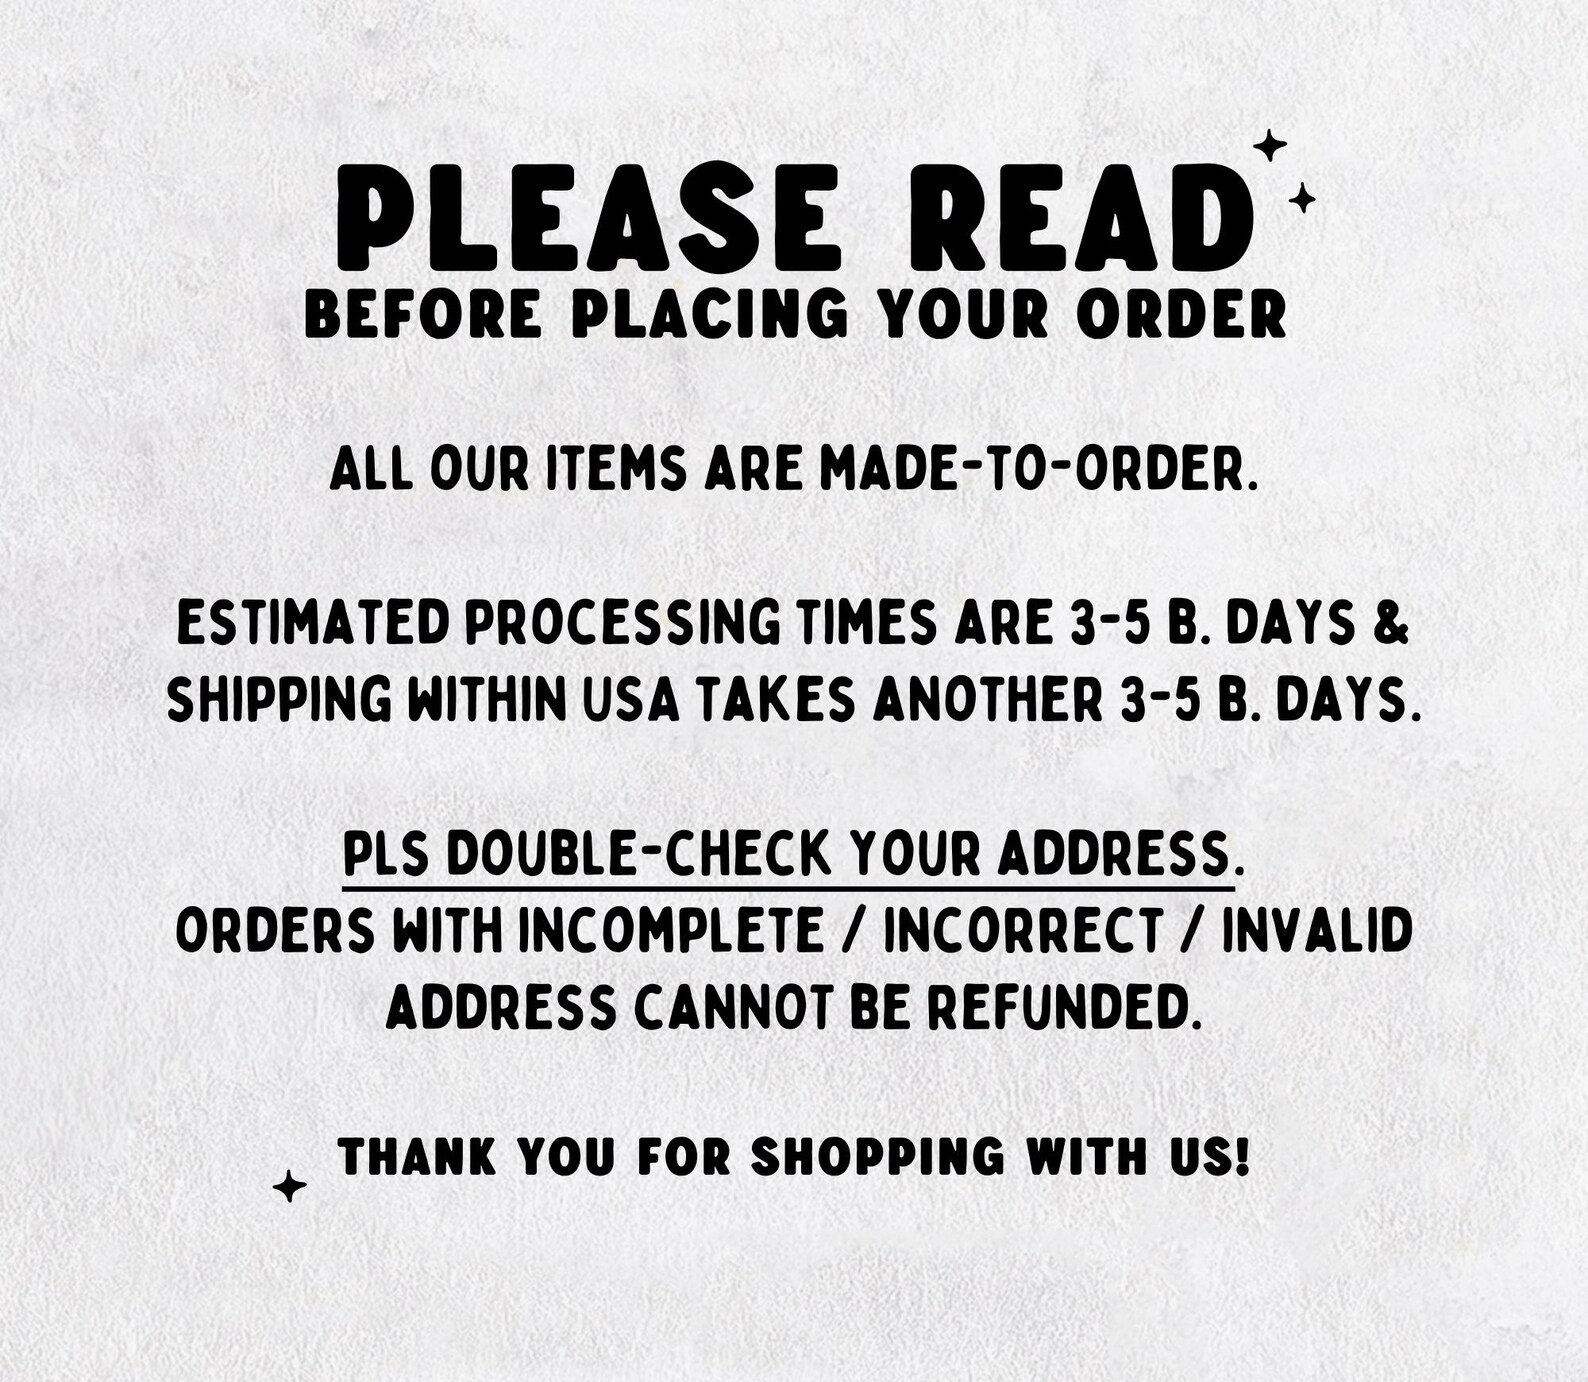 PLEASE READ
BEFORE PLACING YOUR ORDER
ALL OUR ITEMS ARE MADE-TO-ORDER.
ESTIMATED PROCESSING TIMES ARE 3-5 B. DAYS &
SHIPPING WITHIN USA TAKES ANOTHER 3-5 B. DAYS.
PLS DOUBLE-CHECK YOUR ADDRESS.
ORDERS WITH INCOMPLETE / INCORRECT / INVALID
ADDRESS CANNOT BE REFUNDED.
THANK YOU FOR SHOPPING WITH US!